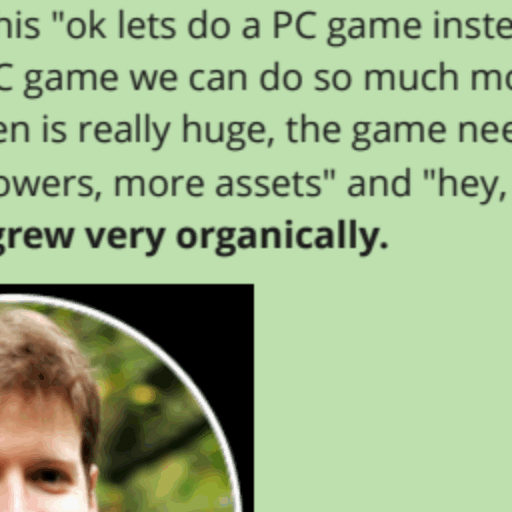 his "ok lets do a PC game inste
C game we can do so much mo
en is really huge, the game nee
owers, more assets" and "hey,
grew very organically.